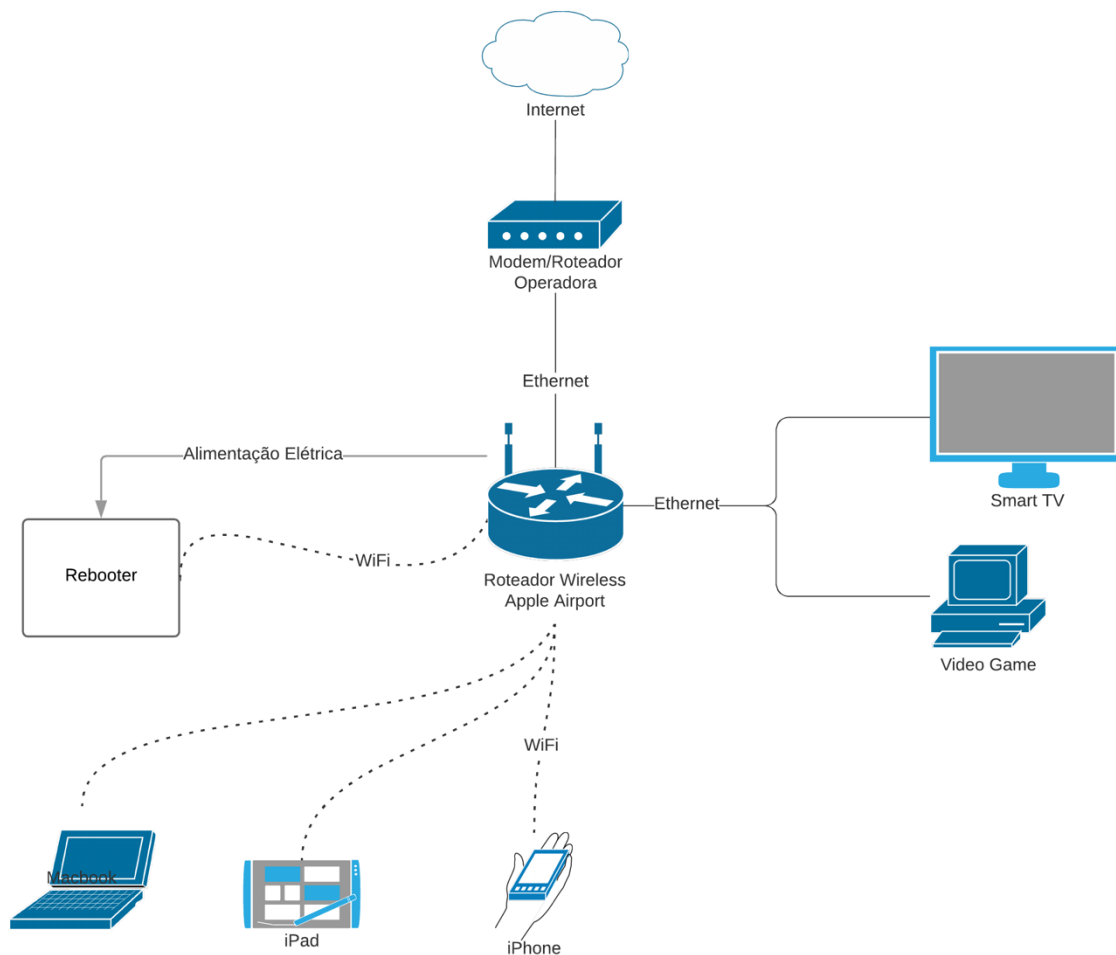 Internet
Modem/Roteador
Operadora
Ethernet
Alimentação Elétrica
Ethernet
Smart TV
Rebooter
WiFi
Roteador Wireless
Apple Airport
Video Game
WiFi
Macbook
iPad
iPhone